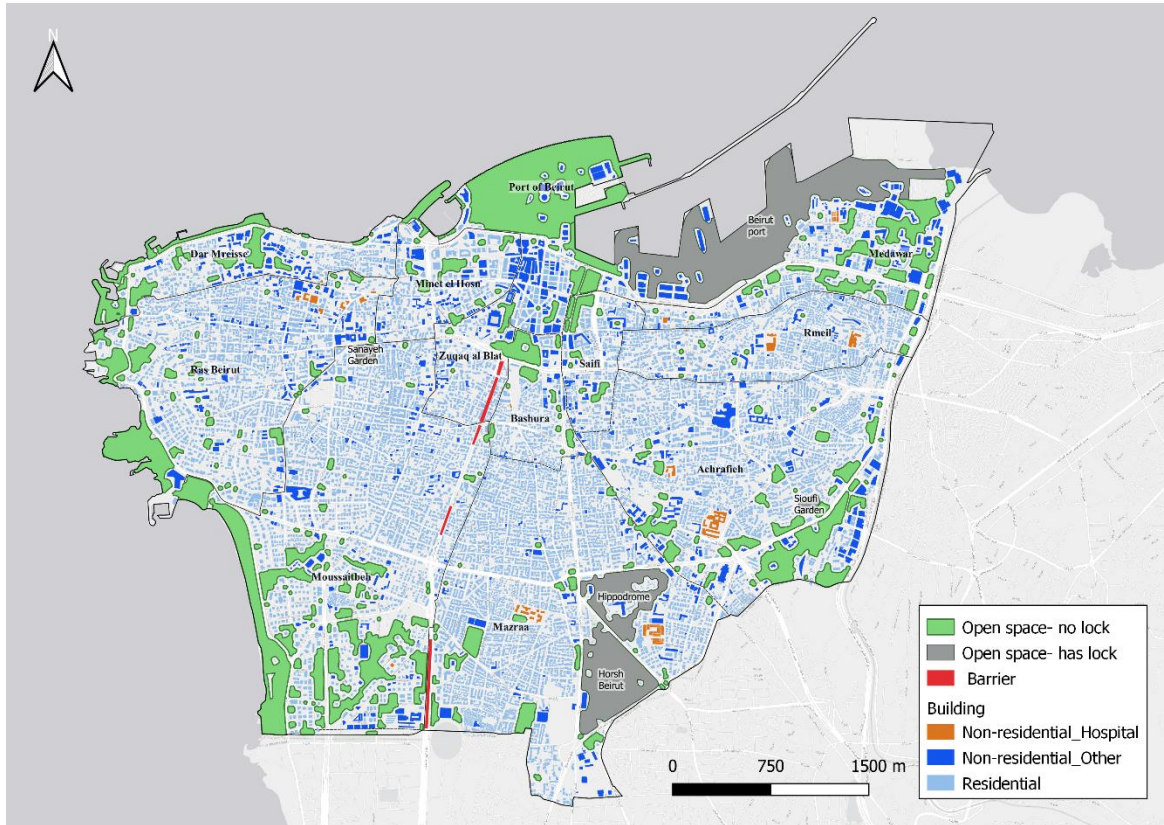 N
Port of Beirut
Beirut
port
Dar Mreisse
Medawar
Minet el Hosn
Rmeil
Sanayeh
Garden
Zuqaq al Blat
Saifi
Ras Beirut
Bashura
Achrafieh
Sioufi
Garden
Moussaitbeh
Hippodrome
Mazraa
Horsh
Beirut
Open space- no lock
Open space- has lock
Barrier
Building
Non-residential_Hospital
Non-residential_Other
Residential
0 750 1500 m